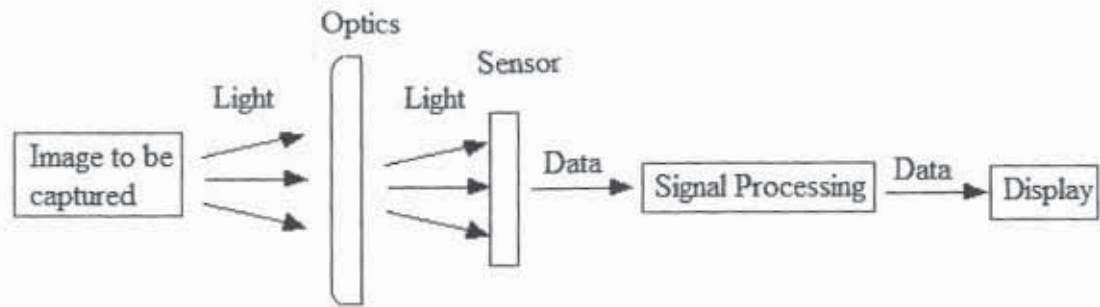 Optics
Sensor
Light
Light
Image to be
captured
Data
Signal Processing
Data
Display